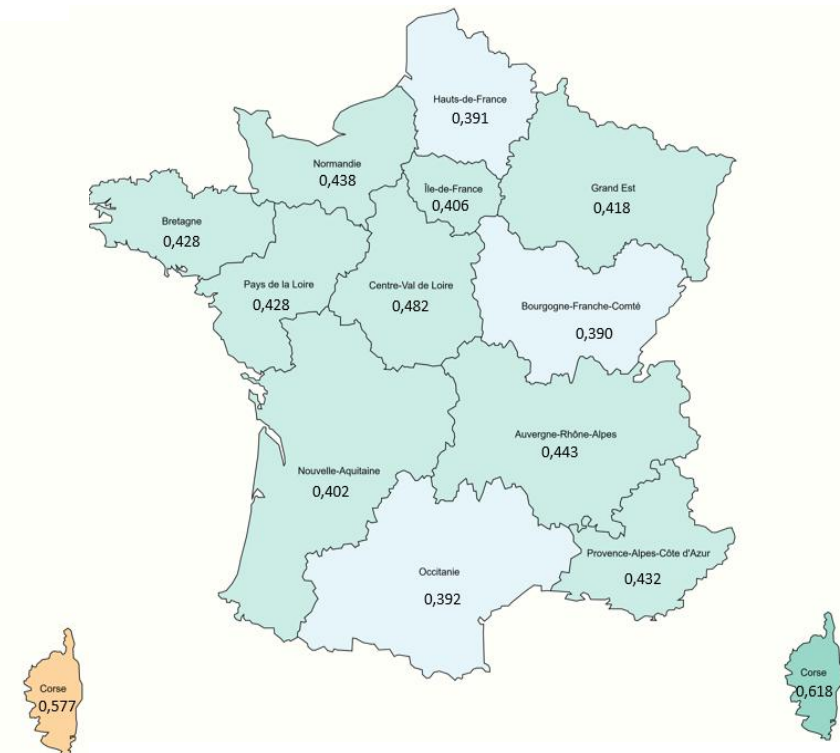 Hauts-de-France
0,391
Normandie
0,438
Île-de-France
0,406
Grand Est
0,418
Bretagne
0,428
Pays de la Loire
0,428
Centre-Val de Loire
0,482
Bourgogne-Franche-Comté
0,390
Auvergne-Rhône-Alpes
0,443
Nouvelle-Aquitaine
0,402
Provence-Alpes-Côte d'Azur
0,432
Occitanie
0,392
Corse
0,577
Corse
0,618